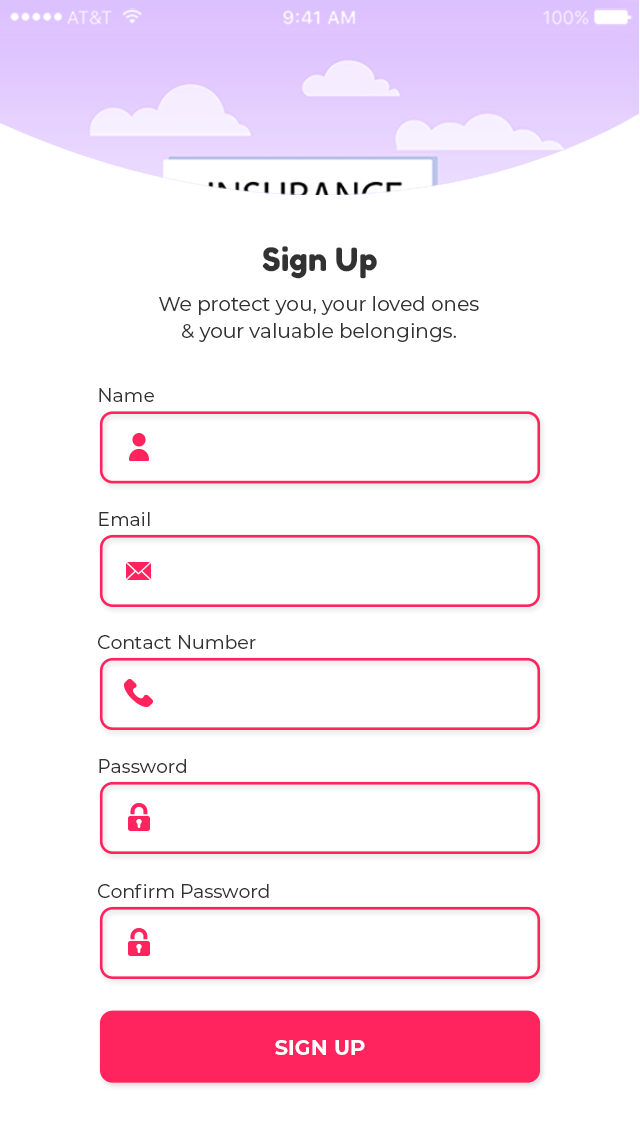 AT&T 9:41 AM 100%
INSURANCE
Sign Up
We protect you, your loved ones
& your valuable belongings.
Name
Email
Contact Number
Password
Confirm Password
SIGN UP